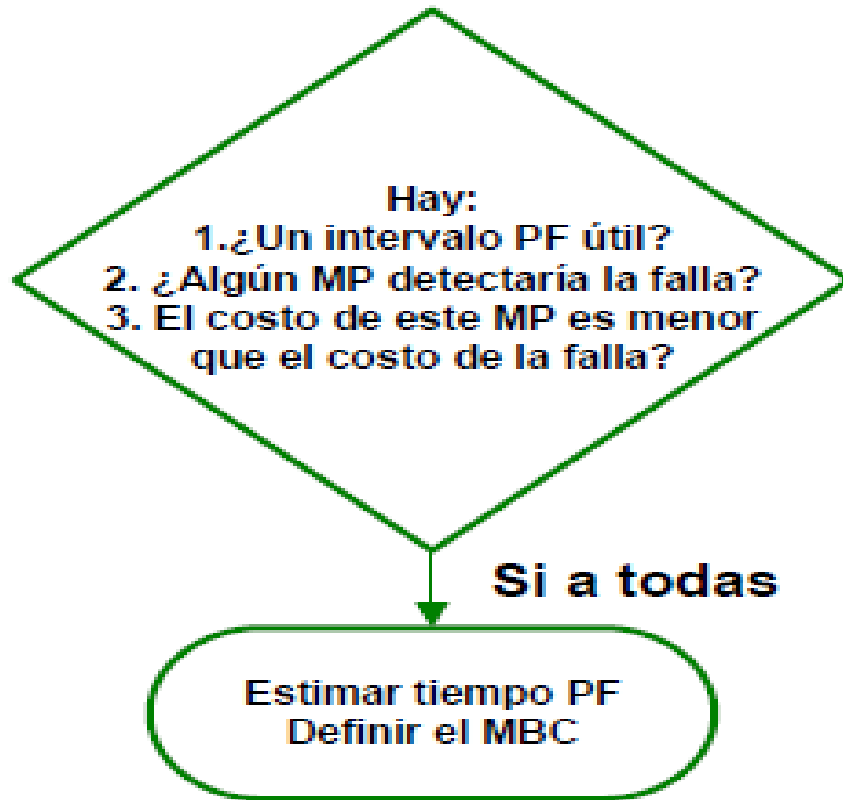 Hay:
1.¿Un intervalo PF útil?
2. ¿Algún MP detectaría la falla?
3. El costo de este MP es menor
que el costo de la falla?
Si a todas
Estimar tiempo PF
Definir el MBC